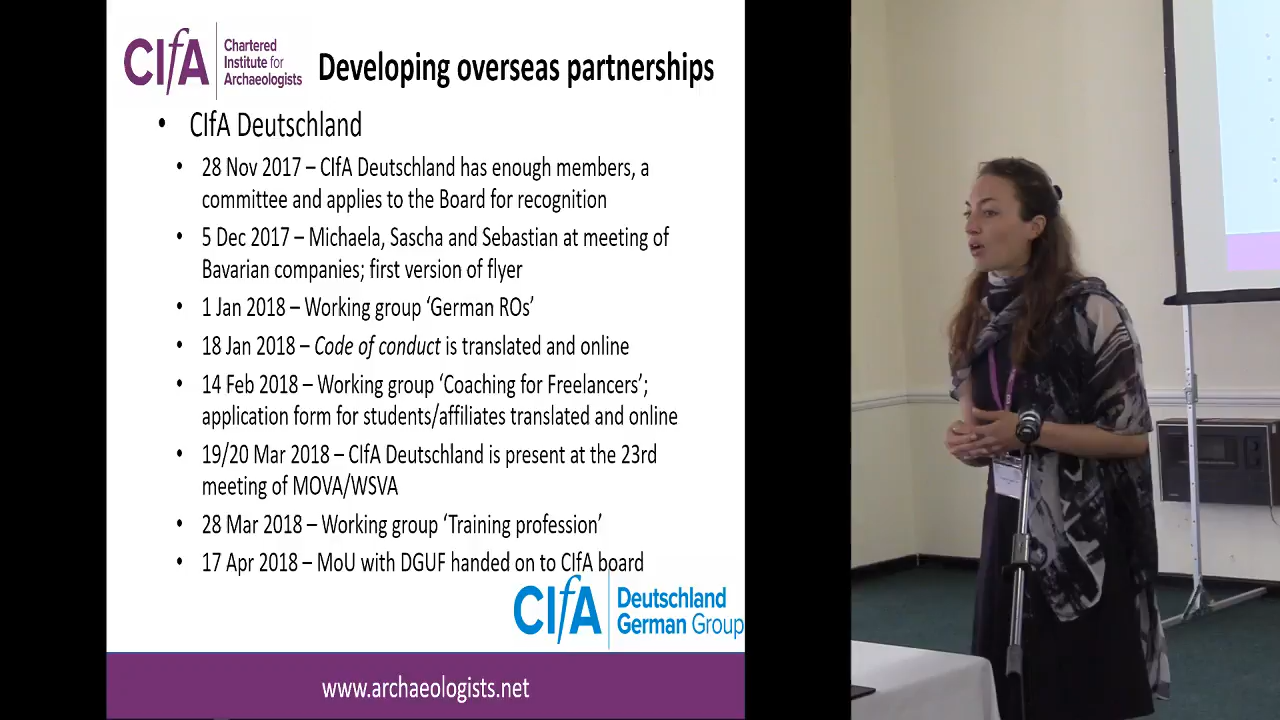 CIfA
Chartered
Institute for
Archaeologists
Developing overseas partnerships
• CIfA Deutschland
• 28 Nov 2017 – CIfA Deutschland has enough members, a
committee and applies to the Board for recognition
• 5 Dec 2017 – Michaela, Sascha and Sebastian at meeting of
Bavarian companies; first version of flyer
• 1 Jan 2018 – Working group ‘German ROs’
• 18 Jan 2018 – Code of conduct is translated and online
• 14 Feb 2018 – Working group ‘Coaching for Freelancers’;
application form for students/affiliates translated and online
• 19/20 Mar 2018 – CIfA Deutschland is present at the 23rd
meeting of MOVA/WSVA
• 28 Mar 2018 – Working group ‘Training profession’
• 17 Apr 2018 – MoU with DGUF handed on to CIfA board
CIfA
Deutschland
German Group
www.archaeologists.net